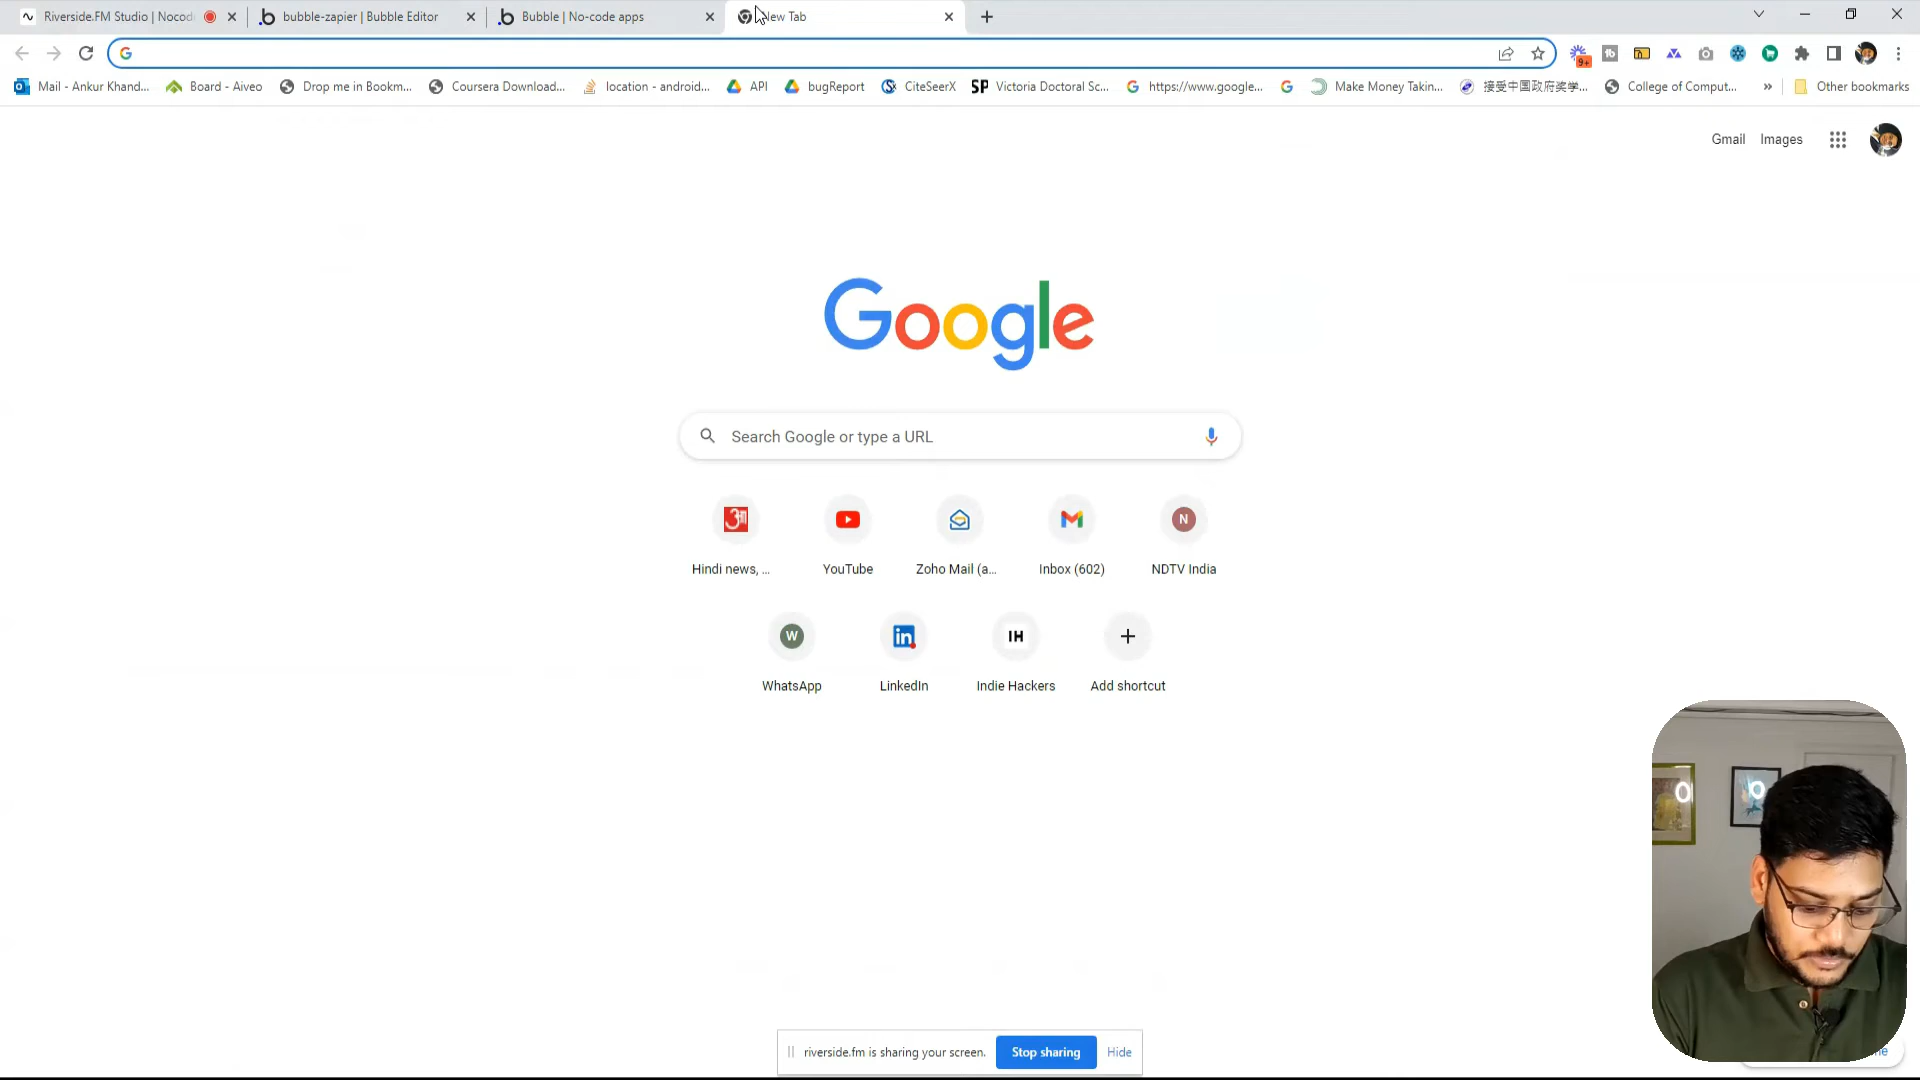 Riverside.FM Studio | Nocod
bubble-zapier | Bubble Editor
Bubble | No-code apps
New Tab
Mail - Ankur Khand...
Board - Aiveo
Drop me in Bookm...
Coursera Download...
location - android...
API
bugReport
CiteSeerX
SP Victoria Doctoral Sc...
https://www.google...
Make Money Takin...
接受中国政府奖学...
College of Comput...
»
Other bookmarks
9+
Gmail
Images
Google
Search Google or type a URL
Hindi news, ...
YouTube
Zoho Mail (a...
Inbox (602)
N
NDTV India
W
WhatsApp
in
LinkedIn
IH
Indie Hackers
Add shortcut
riverside.fm is sharing your screen.
Stop sharing
Hide